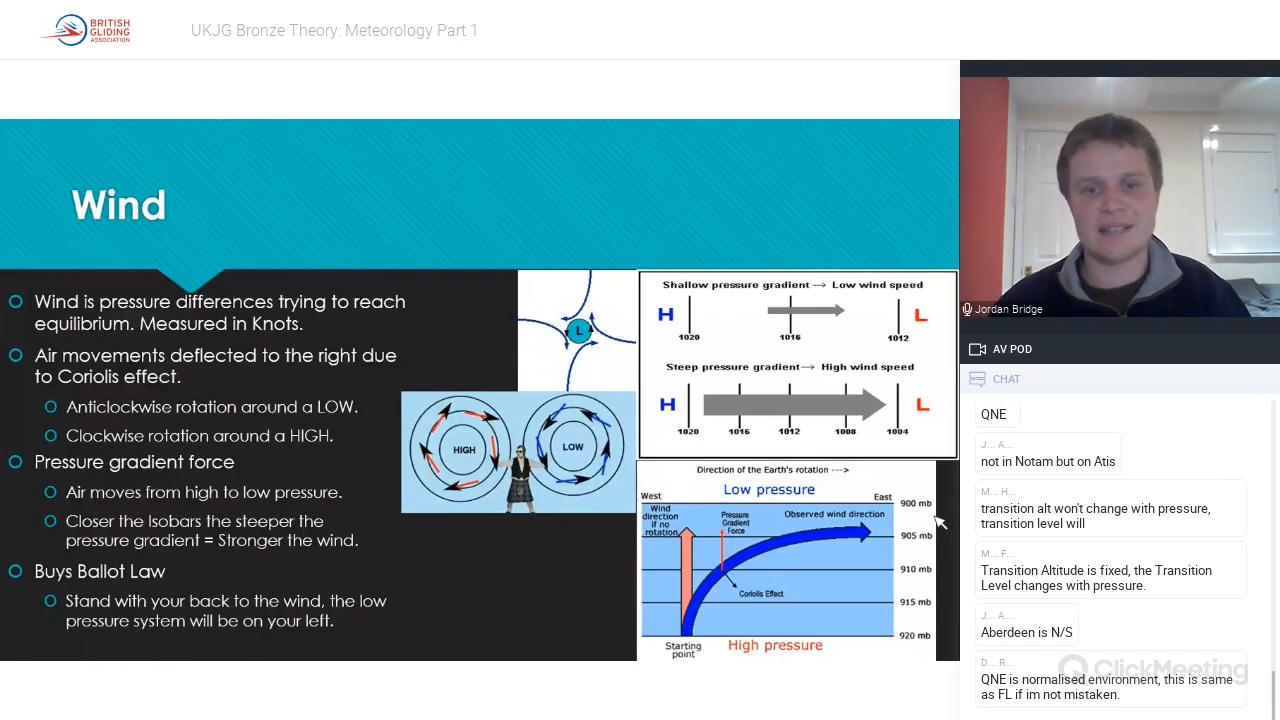 BRITISH
GLIDING
ASSOCIATION
UKJG Bronze Theory: Meteorology Part 1
Wind
Wind is pressure differences trying to reach
equilibrium. Measured in Knots.
Air movements deflected to the right due
to Coriolis effect.
Anticlockwise rotation around a LOW.
Clockwise rotation around a HIGH.
Pressure gradient force
Air moves from high to low pressure.
Closer the Isobars the steeper the
pressure gradient = Stronger the wind.
Buys Ballot Law
Stand with your back to the wind, the low
pressure system will be on your left.
L
HIGH
LOW
Shallow pressure gradient → Low wind speed
H
L
1020
1016
1012
Steep pressure gradient → High wind speed
H
L
1020
1016
1012
1008
1004
Direction of the Earth's rotation --->
West
Low pressure
East
900 mb
Wind
direction
if no
rotation
Pressure
Gradient
Force
Observed wind direction
905 mb
910 mb
Coriolis Effect
915 mb
920 mb
Starting
point
High pressure
Jordan Bridge
AV POD
CHAT
QNE
J... A...
not in Notam but on Atis
M... H...
transition alt won't change with pressure,
transition level will
M... F...
Transition Altitude is fixed, the Transition
Level changes with pressure.
J... A...
Aberdeen is N/S
D... R...
QNE is normalised environment, this is same
as FL if im not mistaken.
ClickMeeting